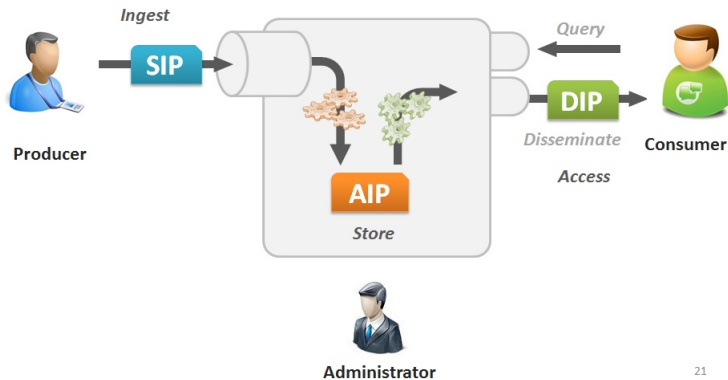 Ingest
Query
SIP
DIP
Disseminate
Producer
Consumer
Access
AIP
Store
Administrator
21